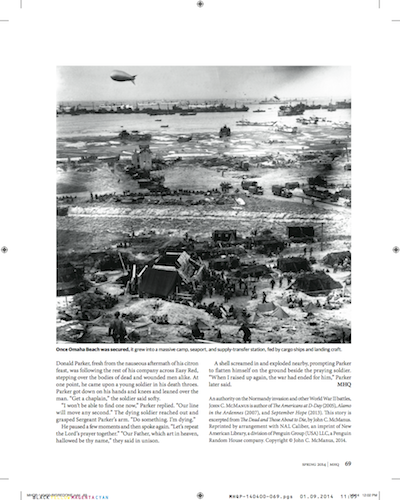 Once Omaha Beach was secured, it grew into a massive camp, seaport, and supply-transfer station, fed by cargo ships and landing craft.
Donald Parker, fresh from the nauseous aftermath of his citron
feast, was following the rest of his company across Easy Red,
stepping over the bodies of dead and wounded men alike. At
one point, he came upon a young soldier in his death throes.
Parker got down on his hands and knees and leaned over the
man. “Get a chaplain,” the soldier said softly.
“I won’t be able to find one now,” Parker replied. “Our line
will move any second.” The dying soldier reached out and
grasped Sergeant Parker’s arm. “Do something. I’m dying.”
He paused a few moments and then spoke again. “Let’s repeat
the Lord’s prayer together.” “Our Father, which art in heaven,
hallowed be thy name,” they said in unison.
A shell screamed in and exploded nearby, prompting Parker
to flatten himself on the ground beside the praying soldier.
“When I raised up again, the war had ended for him,” Parker
later said. MHQ
An authority on the Normandy invasion and other World War II battles,
John C. McManus is author of The Americans at D-Day (2005), Alamo
in the Ardennes (2007), and September Hope (2013). This story is
excerpted from The Dead and Those About to Die, by John C. McManus.
Reprinted by arrangement with NAL Caliber, an imprint of New
American Library, a division of Penguin Group (USA) LLC, a Penguin
Random House company. Copyright © John C. McManus, 2014.
SPRING 2014 | MHQ 69
BLACK YELLOW MAGENTA CYAN MHQP-140400-069.pgs 01.09.2014 11:05